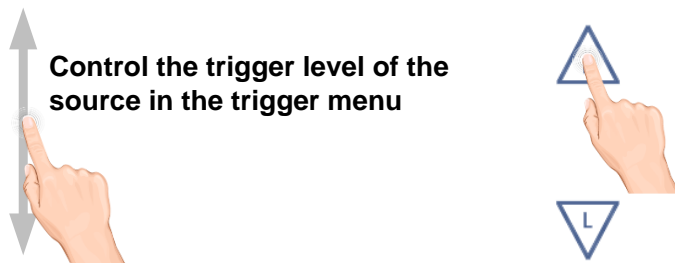 Control the trigger level of the
source in the trigger menu
L